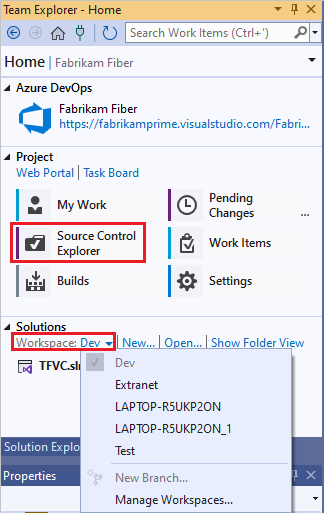 Team Explorer - Home
Search Work Items (Ctrl+')
Home | Fabrikam Fiber
Azure DevOps
Fabrikam Fiber
https://fabrikamprime.visualstudio.com/Fabri...
Project
Web Portal | Task Board
My Work
Pending Changes ...
Source Control Explorer
Work Items
Builds
Settings
Solutions
Workspace: Dev | New... | Open... | Show Folder View
TFVC.sln
Dev
Extranet
LAPTOP-R5UKP2ON
LAPTOP-R5UKP2ON_1
Test
New Branch...
Manage Workspaces...
Solution Explo
Properties